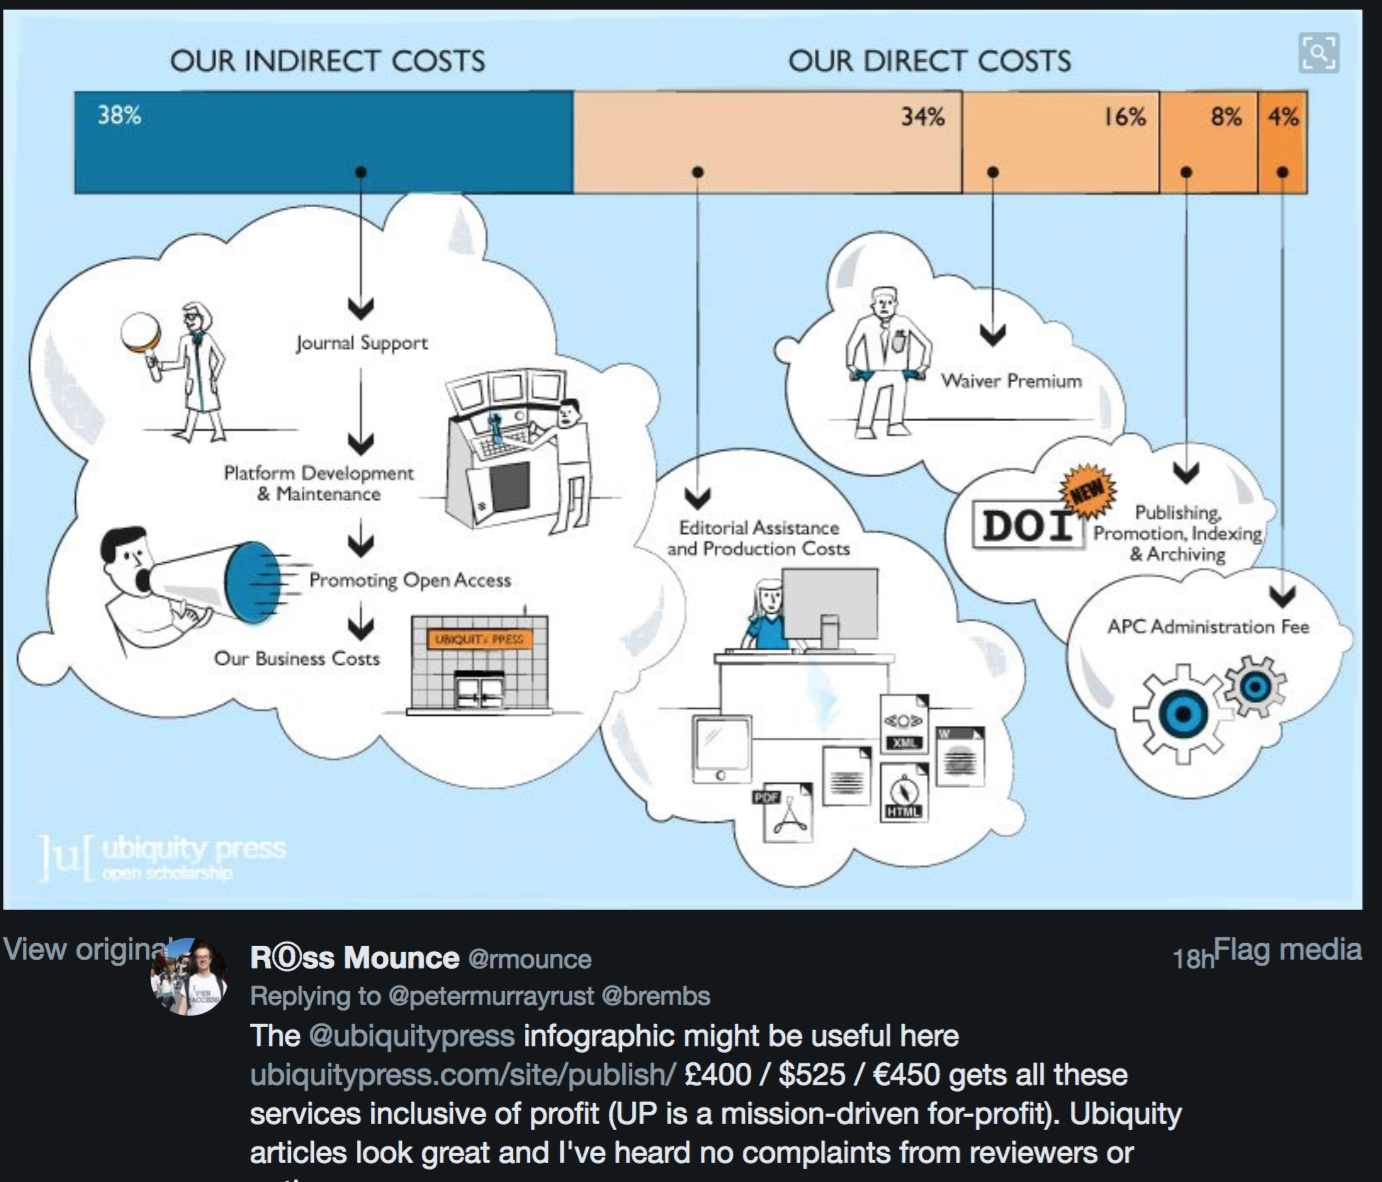 OUR INDIRECT COSTS
OUR DIRECT COSTS
38%
34%
16%
8%
4%
Journal Support
Platform Development
& Maintenance
Promoting Open Access
Our Business Costs
UBIQUITY PRESS
Editorial Assistance
and Production Costs
PDF
XML
W
HTML
Waiver Premium
DOI
NEW
Publishing,
Promotion, Indexing
& Archiving
APC Administration Fee
]u[ ubiquity press
open scholarship
View original
Flag media
RⓄss Mounce @rmounce
18h
Replying to @petermurrayrust @brembs
The @ubiquitypress infographic might be useful here
ubiquitypress.com/site/publish/ £400 / $525 / €450 gets all these
services inclusive of profit (UP is a mission-driven for-profit). Ubiquity
articles look great and I've heard no complaints from reviewers or